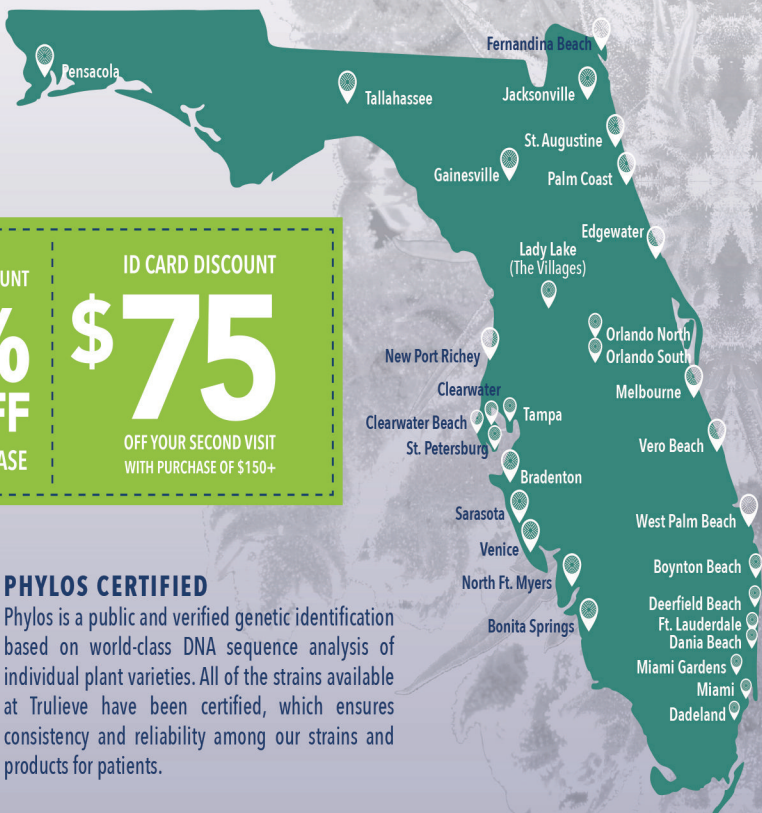 Fernandina Beach
Pensacola
Tallahassee
Jacksonville
St. Augustine
Gainesville
Palm Coast
Edgewater
Lady Lake
(The Villages)
Orlando North
Orlando South
New Port Richey
Melbourne
Clearwater
Tampa
Clearwater Beach
St. Petersburg
Vero Beach
Bradenton
Sarasota
West Palm Beach
Venice
Boynton Beach
North Ft. Myers
Deerfield Beach
Bonita Springs
Ft. Lauderdale
Dania Beach
Miami Gardens
Miami
Dadeland
UNT
%
FF
ASE
ID CARD DISCOUNT
$75
OFF YOUR SECOND VISIT
WITH PURCHASE OF $150+
PHYLOS CERTIFIED
Phylos is a public and verified genetic identification
based on world-class DNA sequence analysis of
individual plant varieties. All of the strains available
at Trulieve have been certified, which ensures
consistency and reliability among our strains and
products for patients.